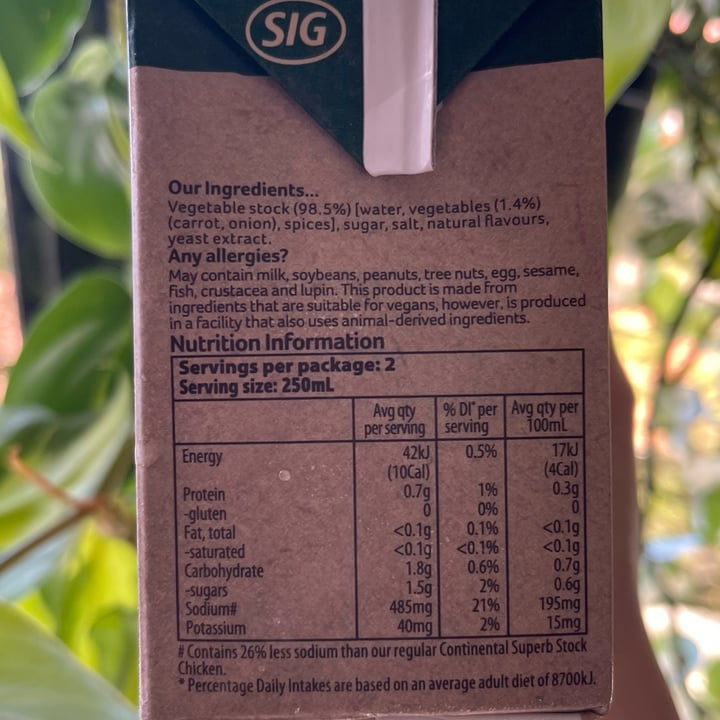 SIG
Our Ingredients...
Vegetable stock (98.5%) [water, vegetables (1.4%)
(carrot, onion), spices], sugar, salt, natural flavours,
yeast extract.
Any allergies?
May contain milk, soybeans, peanuts, tree nuts, egg, sesame,
fish, crustacea and lupin. This product is made from
ingredients that are suitable for vegans, however, is produced
in a facility that also uses animal-derived ingredients.
Nutrition Information
Servings per package: 2
Serving size: 250mL
Avg qty per serving % DI* per serving Avg qty per 100mL
Energy 42kJ 0.5% 17kJ
(10Cal) (4Cal)
Protein 0.7g 1% 0.3g
-gluten 0 0% 0
Fat, total <0.1g 0.1% <0.1g
-saturated <0.1g <0.1% <0.1g
Carbohydrate 1.8g 0.6% 0.7g
-sugars 1.5g 2% 0.6g
Sodium# 485mg 21% 195mg
Potassium 40mg 2% 15mg
# Contains 26% less sodium than our regular Continental Superb Stock
Chicken.
* Percentage Daily Intakes are based on an average adult diet of 8700kJ.